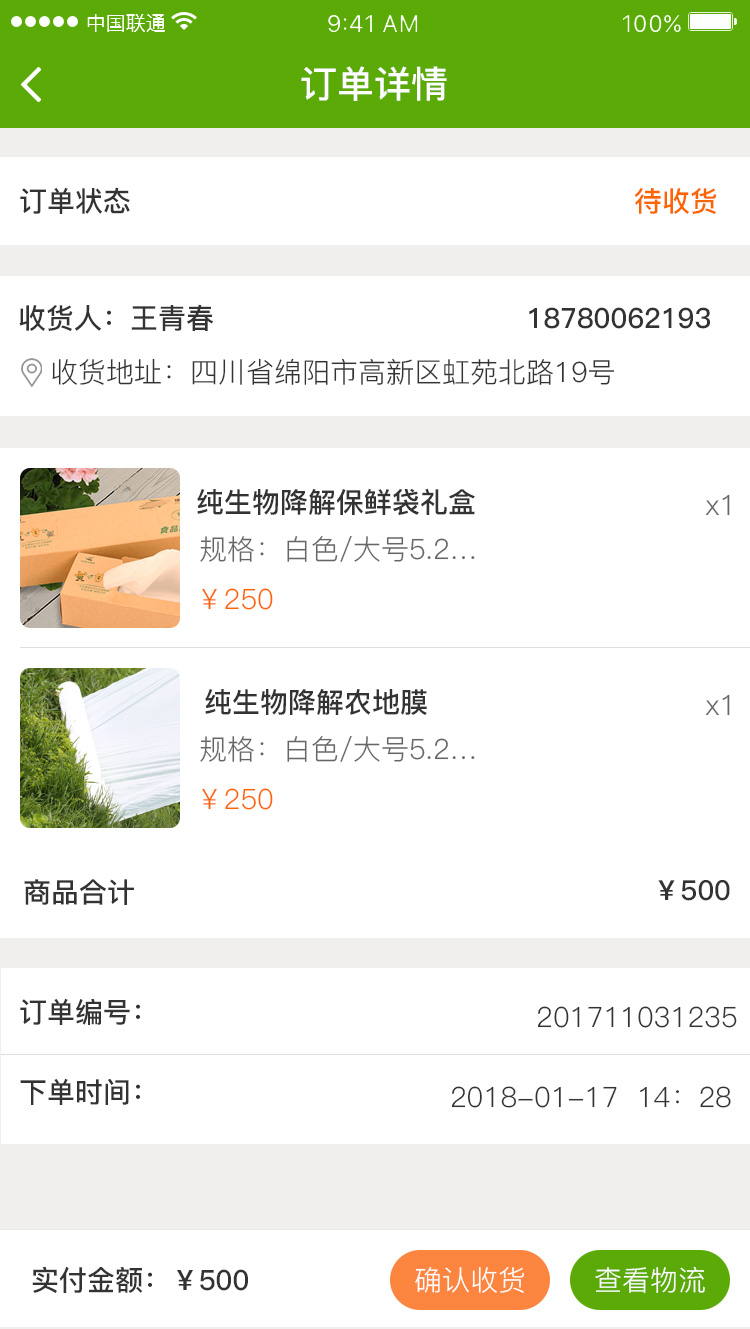 中国联通 9:41 AM 100%
订单详情
订单状态 待收货
收货人：王青春 18780062193
收货地址：四川省绵阳市高新区虹苑北路19号
纯生物降解保鲜袋礼盒 x1
规格：白色/大号5.2...
¥250
纯生物降解农地膜 x1
规格：白色/大号5.2...
¥250
商品合计 ¥500
订单编号： 201711031235
下单时间： 2018-01-17 14：28
实付金额：¥500 确认收货 查看物流